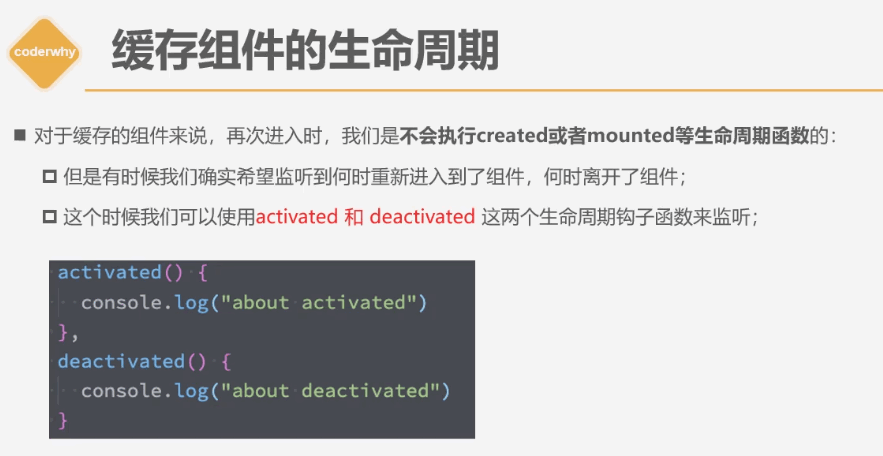 coderwhy
缓存组件的生命周期
对于缓存的组件来说，再次进入时，我们是不会执行created或者mounted等生命周期函数的：
但是有时候我们确实希望监听到何时重新进入到了组件，何时离开了组件；
这个时候我们可以使用activated 和 deactivated 这两个生命周期钩子函数来监听；
activated() {
  console.log("about activated")
},
deactivated() {
  console.log("about deactivated")
}